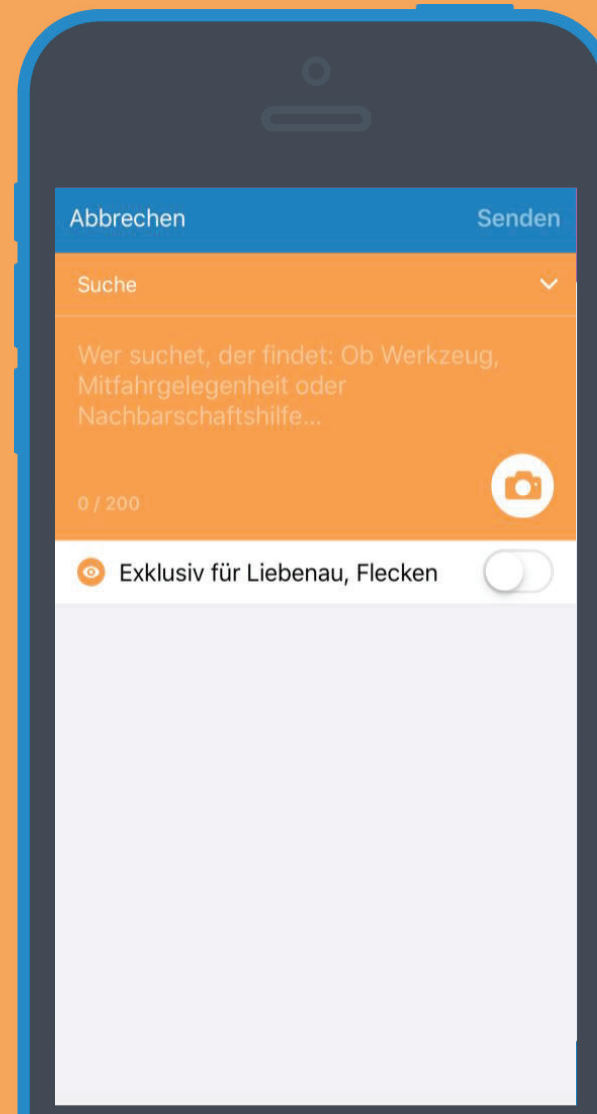 Abbrechen Senden
Suche
Wer suchet, der findet: Ob Werkzeug,
Mitfahrgelegenheit oder
Nachbarschaftshilfe...
0 / 200
Exklusiv für Liebenau, Flecken